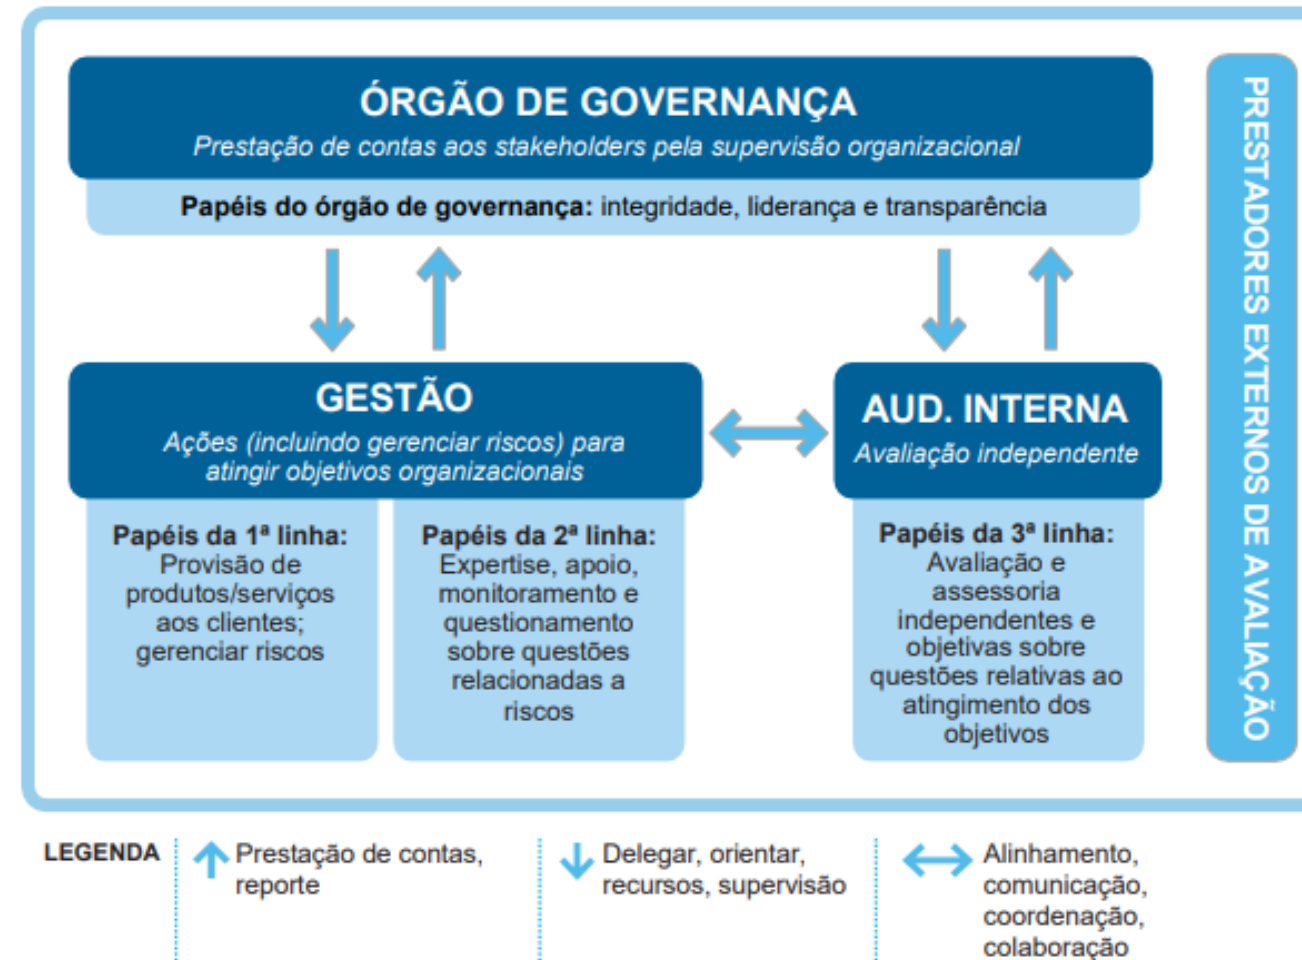 ÓRGÃO DE GOVERNANÇA
Prestação de contas aos stakeholders pela supervisão organizacional
Papéis do órgão de governança: integridade, liderança e transparência
GESTÃO
Ações (incluindo gerenciar riscos) para
atingir objetivos organizacionais
Papéis da 1ª linha:
Provisão de
produtos/serviços
aos clientes;
gerenciar riscos
Papéis da 2ª linha:
Expertise, apoio,
monitoramento e
questionamento
sobre questões
relacionadas a
riscos
AUD. INTERNA
Avaliação independente
Papéis da 3ª linha:
Avaliação e
assessoria
independentes e
objetivas sobre
questões relativas ao
atingimento dos
objetivos
PRESTADORES EXTERNOS DE AVALIAÇÃO
LEGENDA
Prestação de contas,
reporte
Delegar, orientar,
recursos, supervisão
Alinhamento,
comunicação,
coordenação,
colaboração